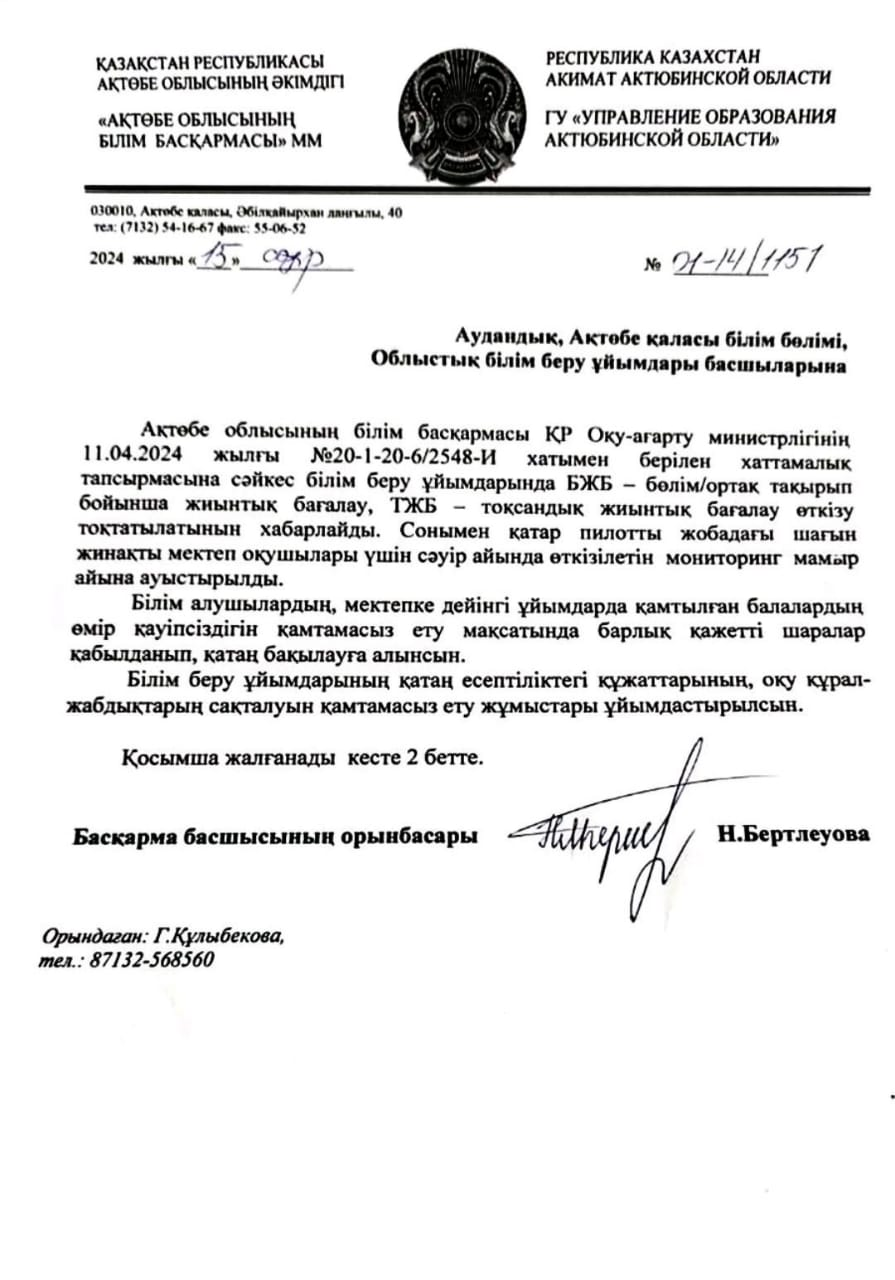 ҚАЗАҚСТАН РЕСПУБЛИКАСЫ
АҚТӨБЕ ОБЛЫСЫНЫҢ ӘКІМДІГІ
«АҚТӨБЕ ОБЛЫСЫНЫҢ
БІЛІМ БАСҚАРМАСЫ» ММ
РЕСПУБЛИКА КАЗАХСТАН
АКИМАТ АКТЮБИНСКОЙ ОБЛАСТИ
ГУ «УПРАВЛЕНИЕ ОБРАЗОВАНИЯ
АКТЮБИНСКОЙ ОБЛАСТИ»
030010, Ақтөбе қаласы, Әбілқайырхан даңғылы, 40
тел: (7132) 54-16-67 факс: 55-06-52
2024 жылғы «15» сәуір
№ 21-14/1151
Аудандық, Ақтөбе қаласы білім бөлімі,
Облыстық білім беру ұйымдары басшыларына
Ақтөбе облысының білім басқармасы ҚР Оқу-ағарту министрлігінің
11.04.2024 жылғы №20-1-20-6/2548-И хатымен берілен хаттамалық
тапсырмасына сәйкес білім беру ұйымдарында БЖБ – бөлім/ортақ тақырып
бойынша жиынтық бағалау, ТЖБ – тоқсандық жиынтық бағалау өткізу
тоқтатылатынын хабарлайды. Сонымен қатар пилотты жобадағы шағын
жинақты мектеп оқушылары үшін сәуір айында өткізілетін мониторинг мамыр
айына ауыстырылды.
Білім алушылардың, мектепке дейінгі ұйымдарда қамтылған балалардың
өмір қауіпсіздігін қамтамасыз ету мақсатында барлық қажетті шаралар
қабылданып, қатаң бақылауға алынсын.
Білім беру ұйымдарының қатаң есептіліктегі құжаттарының, оқу құрал-
жабдықтарың сақталуын қамтамасыз ету жұмыстары ұйымдастырылсын.
Қосымша жалғанады кесте 2 бетте.
Басқарма басшысының орынбасары
Н.Бертлеуова
Орындаған: Г.Құлыбекова,
тел.: 87132-568560